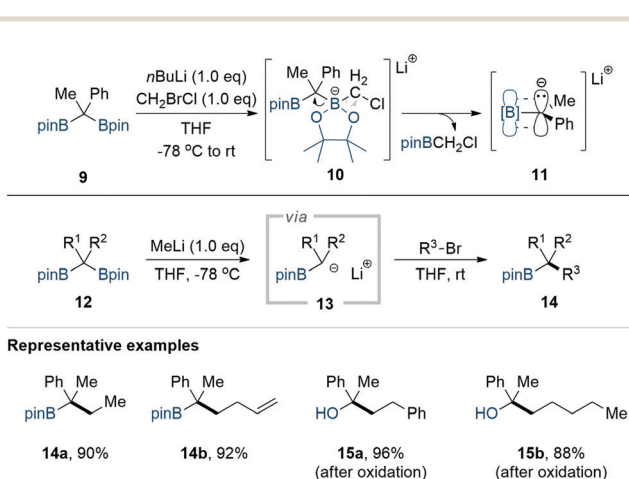 Me Ph
pinB Bpin
9
nBuLi (1.0 eq)
CH₂BrCl (1.0 eq)
THF
-78 ºC to rt
Me Ph H₂
pinB B⊖ C Cl
O O
Li⊕
10
pinBCH₂Cl
[B] ⊖ Me
Ph
Li⊕
11
R¹ R²
pinB Bpin
12
MeLi (1.0 eq)
THF, -78 ºC
via
R¹ R²
pinB ⊖ Li⊕
13
R³-Br
THF, rt
R¹ R²
pinB R³
14
Representative examples
Ph Me
pinB Me
14a, 90%
Ph Me
pinB
14b, 92%
Ph Me
HO Ph
15a, 96%
(after oxidation)
Ph Me
HO Me
15b, 88%
(after oxidation)